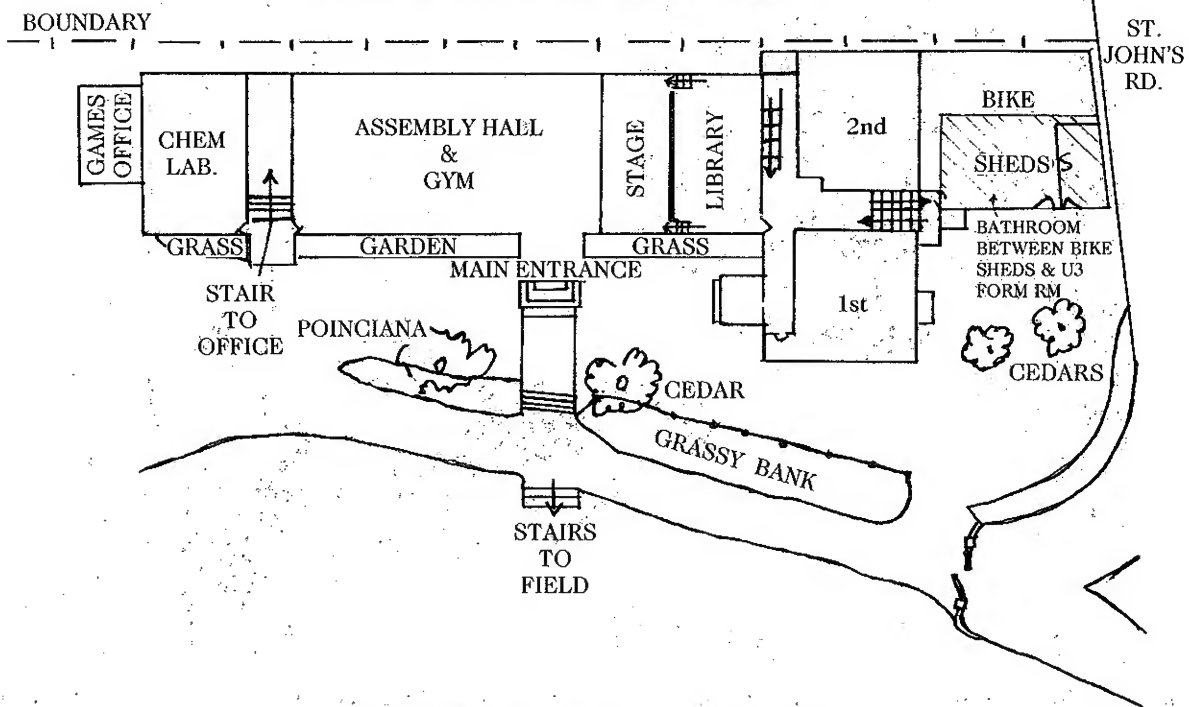 BOUNDARY
ST.
JOHN'S
RD.
GAMES
OFFICE
CHEM
LAB.
ASSEMBLY HALL
&
GYM
STAGE
LIBRARY
2nd
BIKE
SHEDS
GRASS
GARDEN
GRASS
BATHROOM
BETWEEN BIKE
SHEDS & U3
FORM RM
MAIN ENTRANCE
STAIR
TO
OFFICE
1st
POINCIANA
CEDAR
CEDARS
GRASSY BANK
STAIRS
TO
FIELD